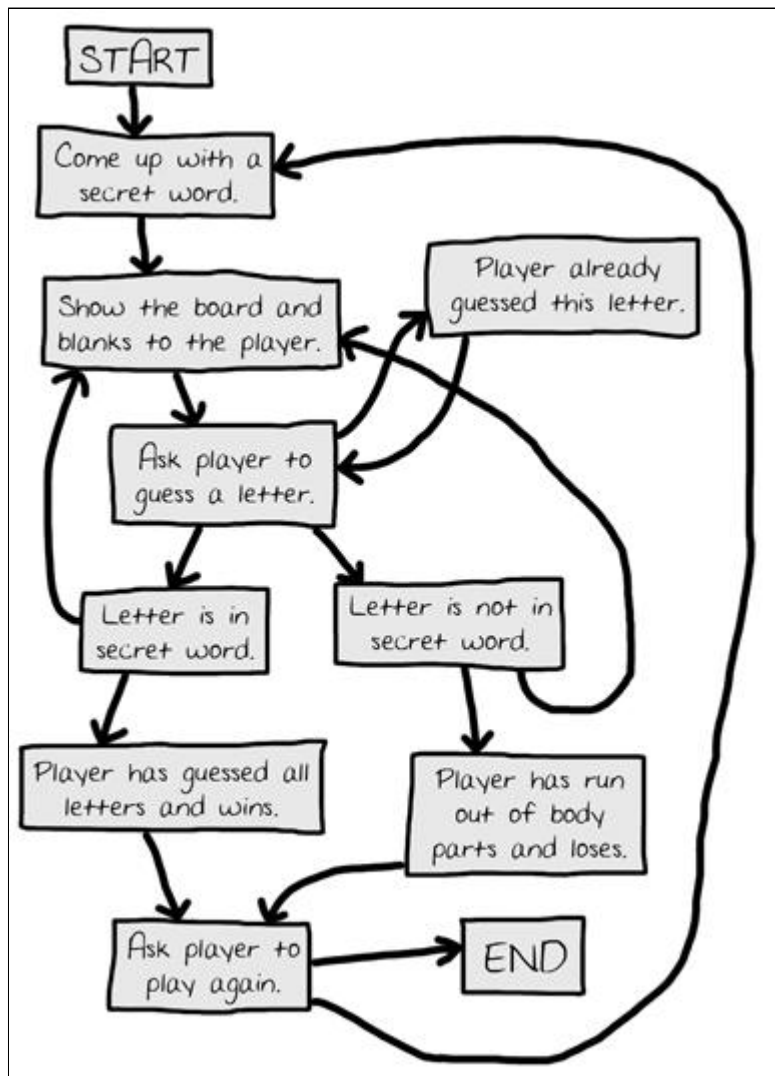 START
Come up with a
secret word.
Player already
guessed this letter.
Show the board and
blanks to the player.
Ask player to
guess a letter.
Letter is in
secret word.
Letter is not in
secret word.
Player has guessed all
letters and wins.
Player has run
out of body
parts and loses.
Ask player to
play again.
END